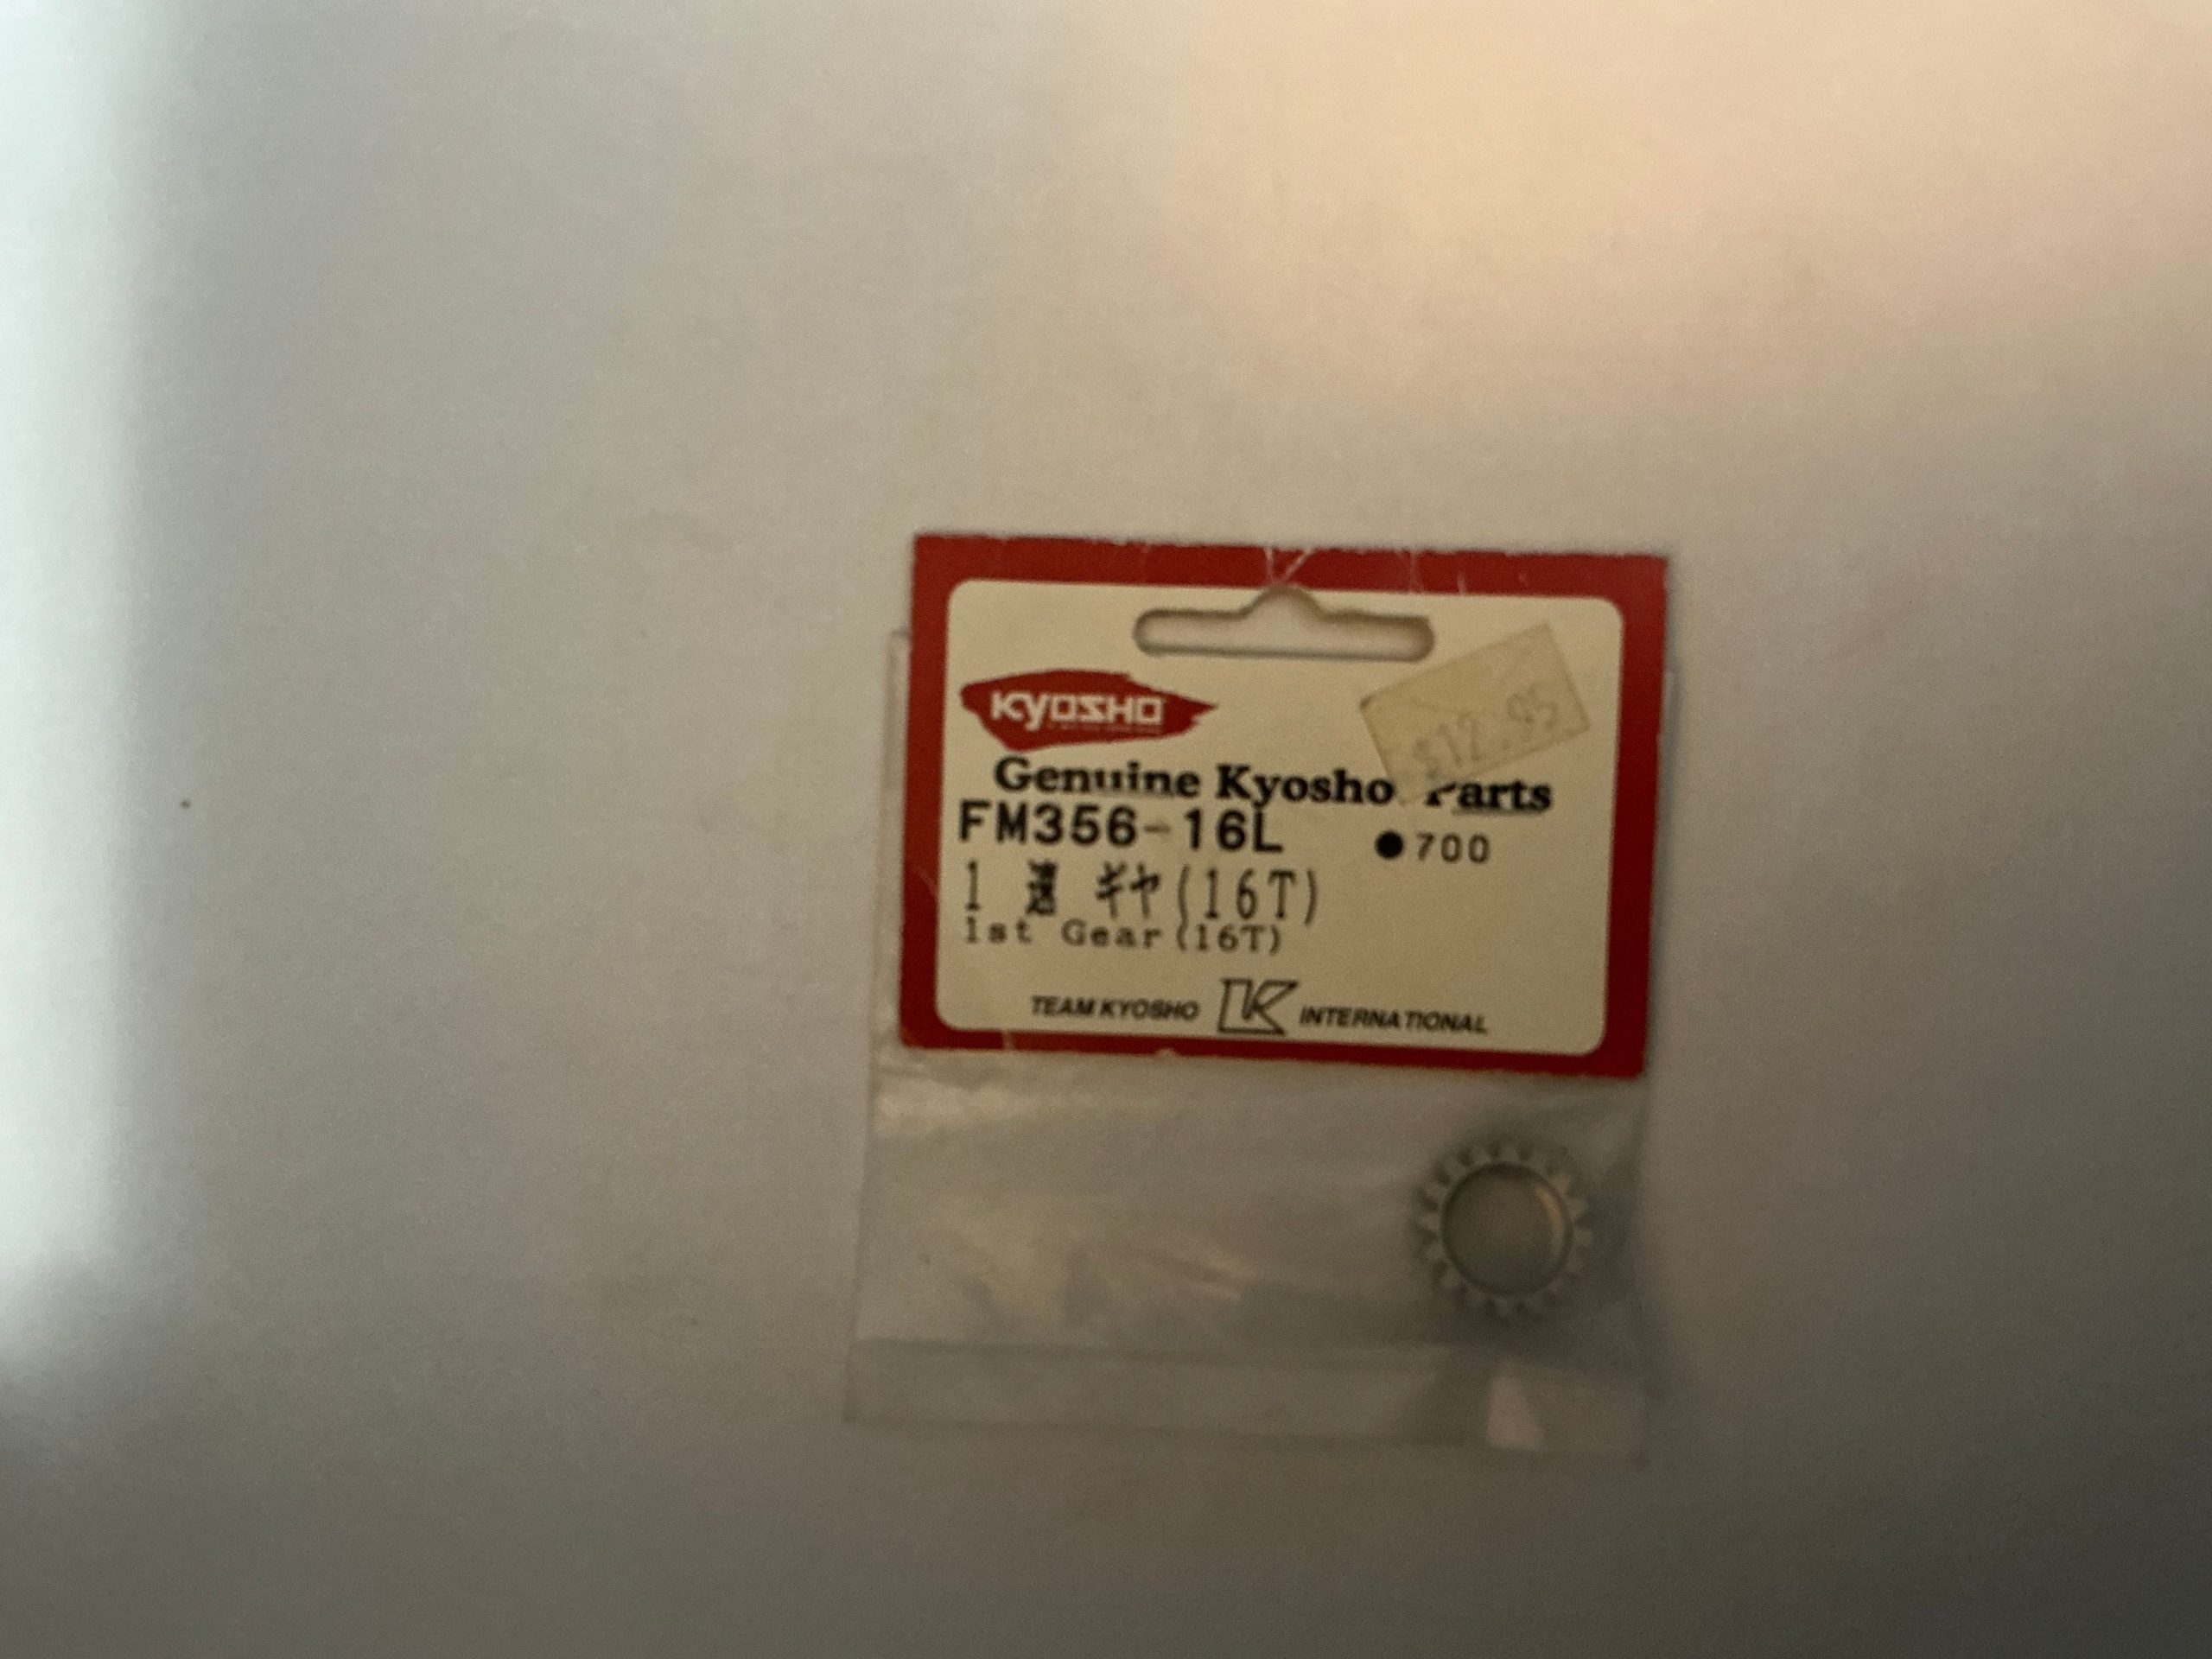 KYOSHO
$12.95
Genuine Kyosho Parts
FM356-16L ●700
1 速 ギヤ(16T)
1st Gear(16T)
TEAM KYOSHO K INTERNATIONAL